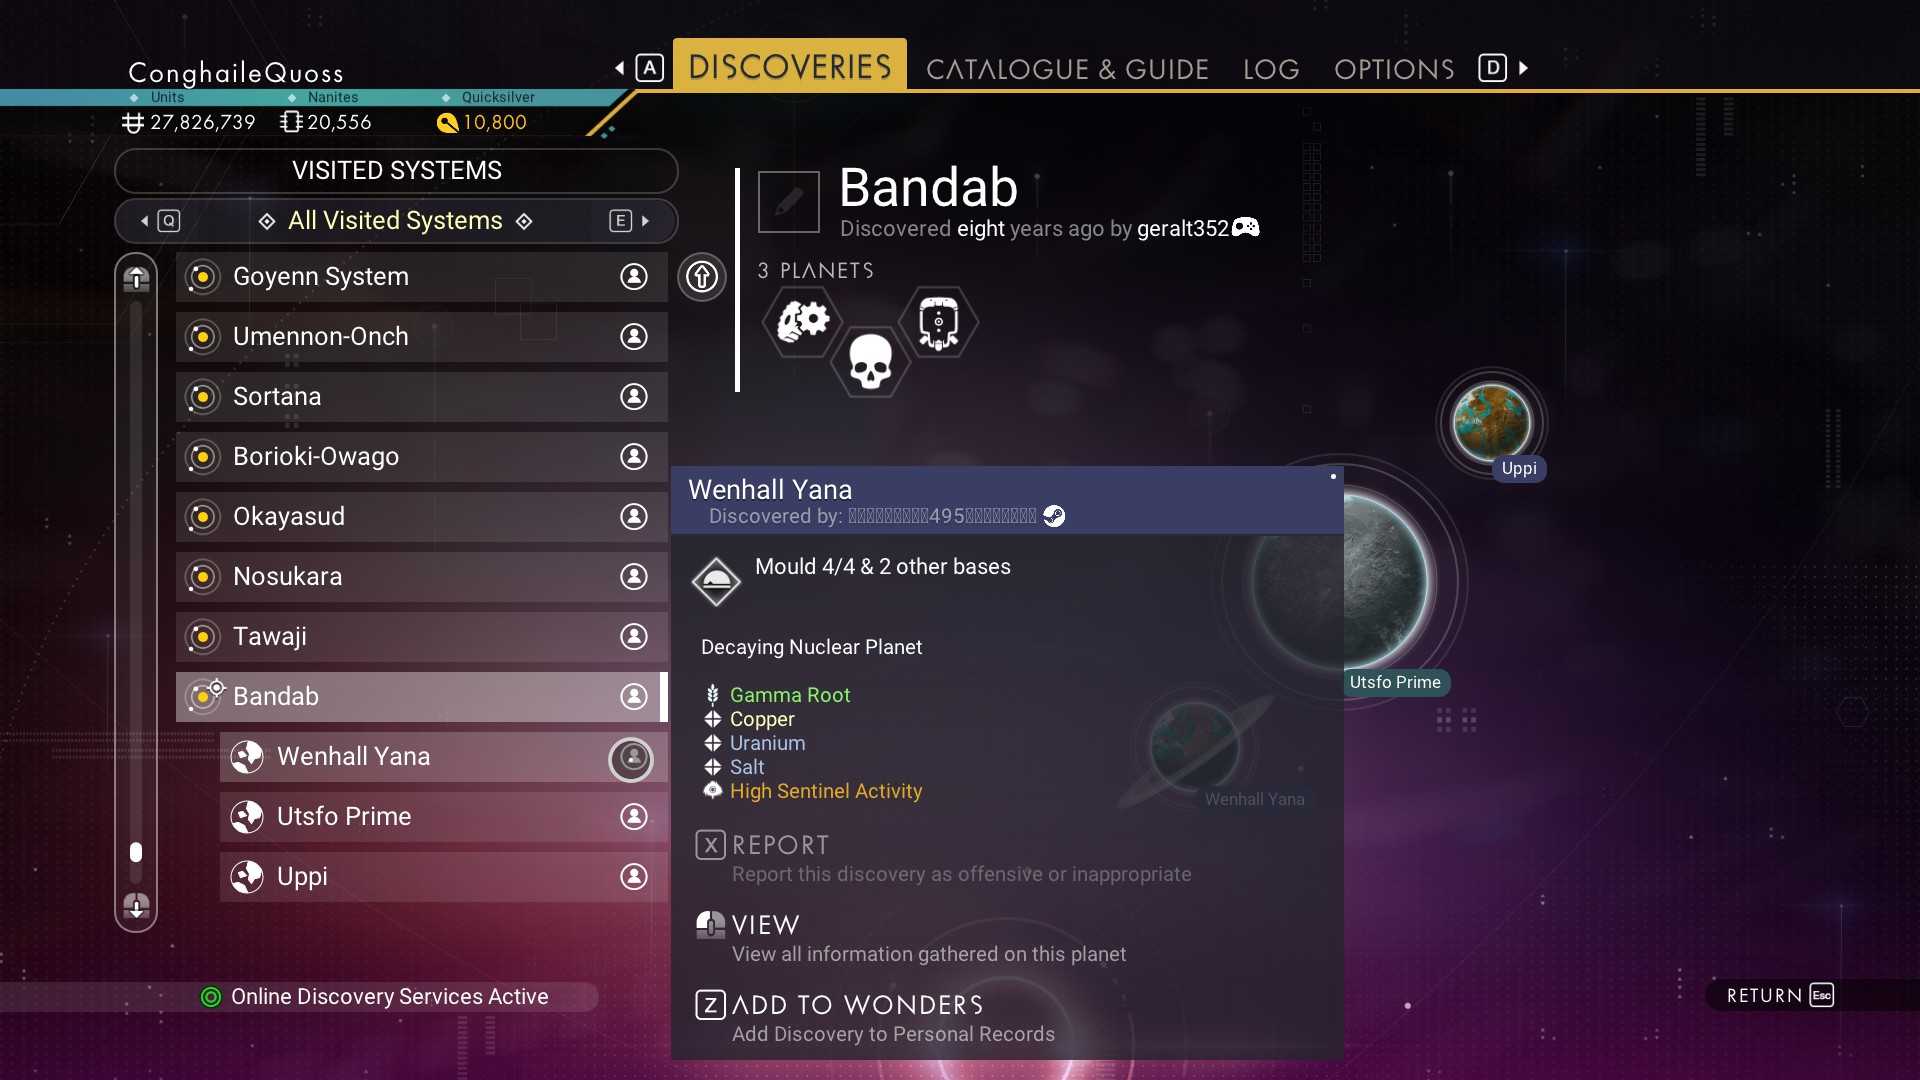 ConghaileQuoss
Units Nanites Quicksilver
27,826,739 20,556 10,800
A DISCOVERIES CATALOGUE & GUIDE LOG OPTIONS D
VISITED SYSTEMS
Q All Visited Systems E
Goyenn System
Umennon-Onch
Sortana
Borioki-Owago
Okayasud
Nosukara
Tawaji
Bandab
Wenhall Yana
Utsfo Prime
Uppi
Online Discovery Services Active
Bandab
Discovered eight years ago by geralt352
3 PLANETS
Wenhall Yana
Discovered by: 495
Mould 4/4 & 2 other bases
Decaying Nuclear Planet
Gamma Root
Copper
Uranium
Salt
High Sentinel Activity
X REPORT
Report this discovery as offensive or inappropriate
VIEW
View all information gathered on this planet
Z ADD TO WONDERS
Add Discovery to Personal Records
Uppi
Utsfo Prime
Wenhall Yana
RETURN Esc